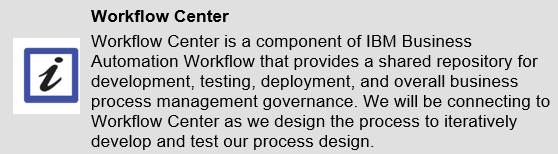 Workflow Center
Workflow Center is a component of IBM Business
Automation Workflow that provides a shared repository for
development, testing, deployment, and overall business
process management governance. We will be connecting to
Workflow Center as we design the process to iteratively
develop and test our process design.
i